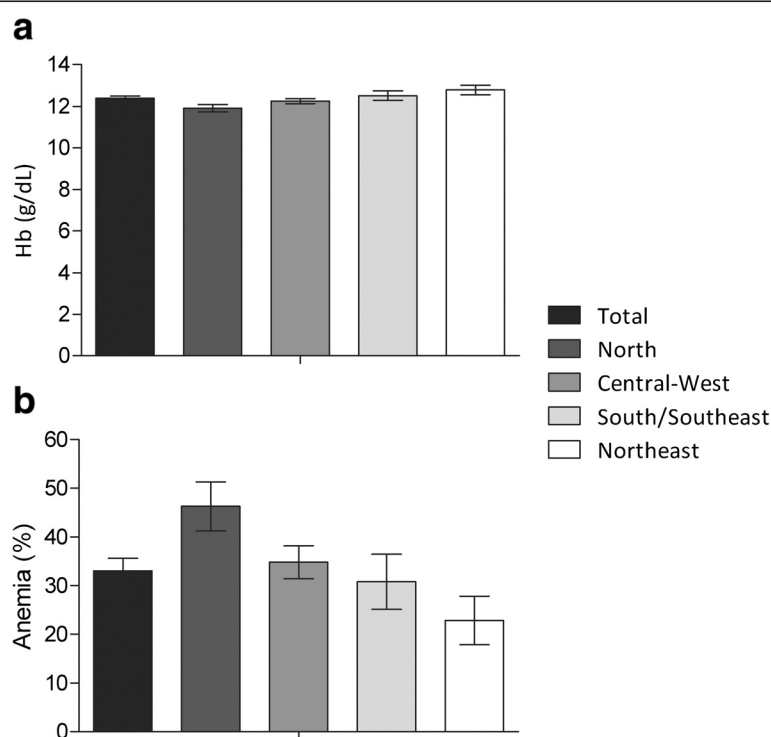 a
14
12
10
8
6
4
2
0
Hb (g/dL)
Total
North
Central-West
South/Southeast
Northeast
b
60
50
40
30
20
10
0
Anemia (%)